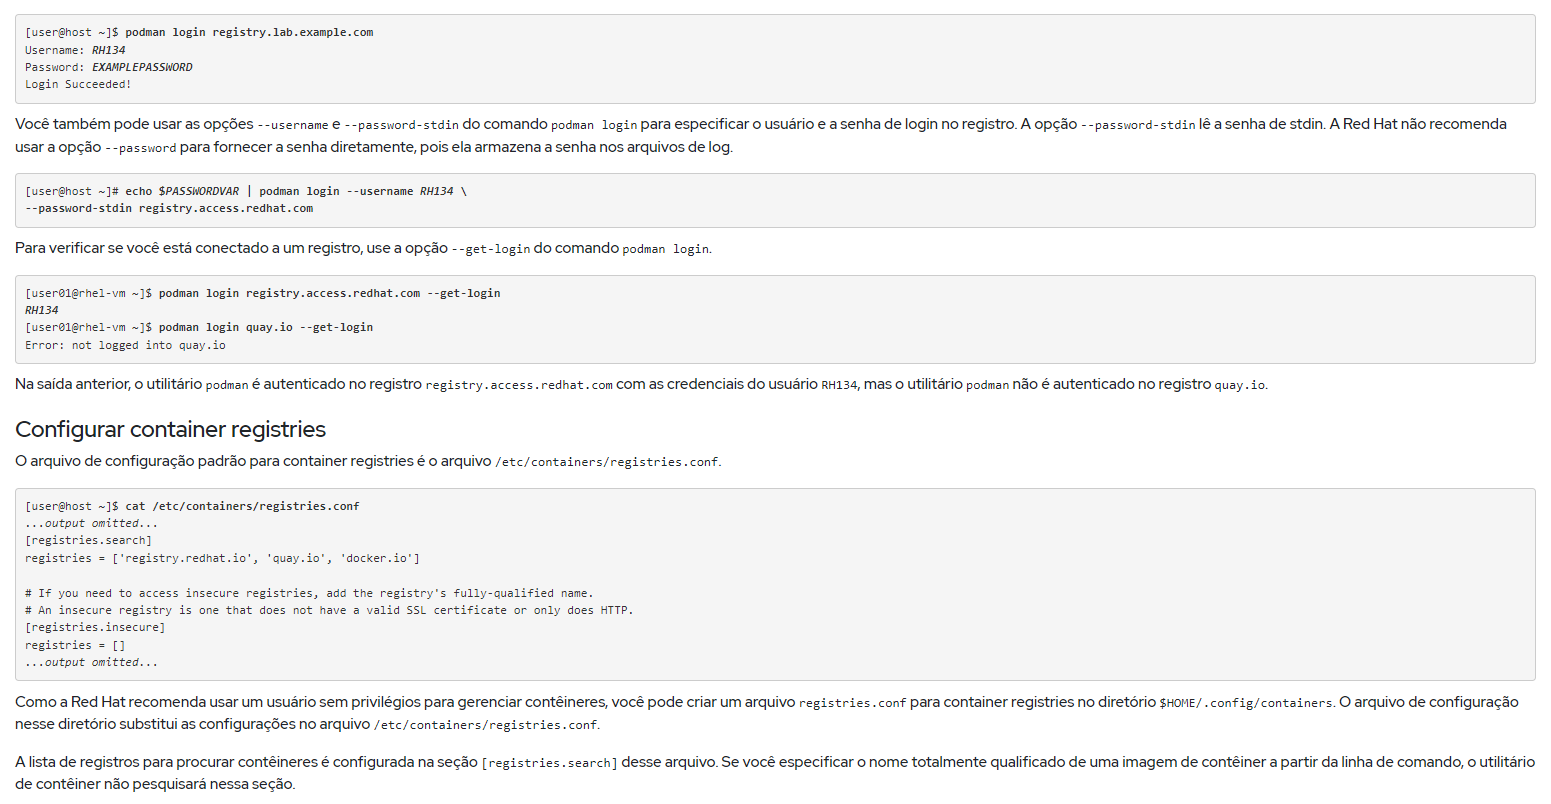 [user@host ~]$ podman login registry.lab.example.com
Username: RH134
Password: EXAMPLEPASSWORD
Login Succeeded!
Você também pode usar as opções --username e --password-stdin do comando podman login para especificar o usuário e a senha de login no registro. A opção --password-stdin lê a senha de stdin. A Red Hat não recomenda
usar a opção --password para fornecer a senha diretamente, pois ela armazena a senha nos arquivos de log.
[user@host ~]# echo $PASSWORDVAR | podman login --username RH134 \
--password-stdin registry.access.redhat.com
Para verificar se você está conectado a um registro, use a opção --get-login do comando podman login.
[user01@rhel-vm ~]$ podman login registry.access.redhat.com --get-login
RH134
[user01@rhel-vm ~]$ podman login quay.io --get-login
Error: not logged into quay.io
Na saída anterior, o utilitário podman é autenticado no registro registry.access.redhat.com com as credenciais do usuário RH134, mas o utilitário podman não é autenticado no registro quay.io.
Configurar container registries
O arquivo de configuração padrão para container registries é o arquivo /etc/containers/registries.conf.
[user@host ~]$ cat /etc/containers/registries.conf
...output omitted...
[registries.search]
registries = ['registry.redhat.io', 'quay.io', 'docker.io']
# If you need to access insecure registries, add the registry's fully-qualified name.
# An insecure registry is one that does not have a valid SSL certificate or only does HTTP.
[registries.insecure]
registries = []
...output omitted...
Como a Red Hat recomenda usar um usuário sem privilégios para gerenciar contêineres, você pode criar um arquivo registries.conf para container registries no diretório $HOME/.config/containers. O arquivo de configuração
nesse diretório substitui as configurações no arquivo /etc/containers/registries.conf.
A lista de registros para procurar contêineres é configurada na seção [registries.search] desse arquivo. Se você especificar o nome totalmente qualificado de uma imagem de contêiner a partir da linha de comando, o utilitário
de contêiner não pesquisará nessa seção.